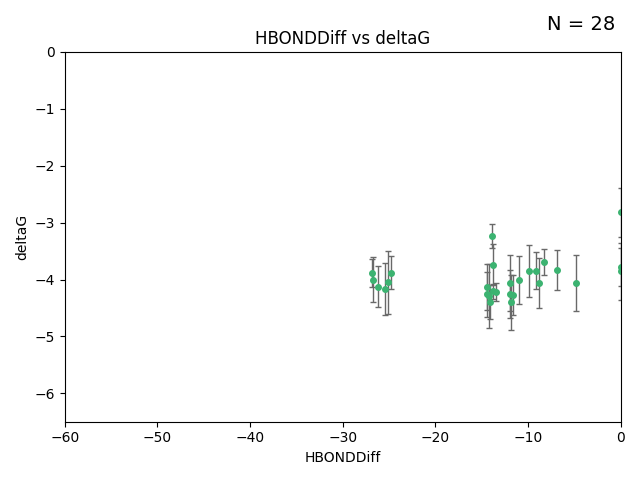 N = 28
HBONDDiff vs deltaG
0
−1
−2
−3
−4
−5
−6
deltaG
−60 −50 −40 −30 −20 −10 0
HBONDDiff